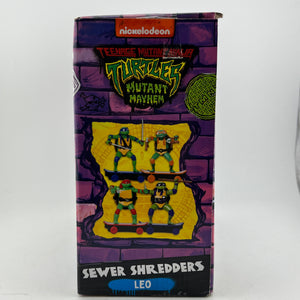 nickelodeon
TEENAGE MUTANT NINJA
TURTLES
MUTANT
MAYHEM
SEWER SHREDDERS
LEO